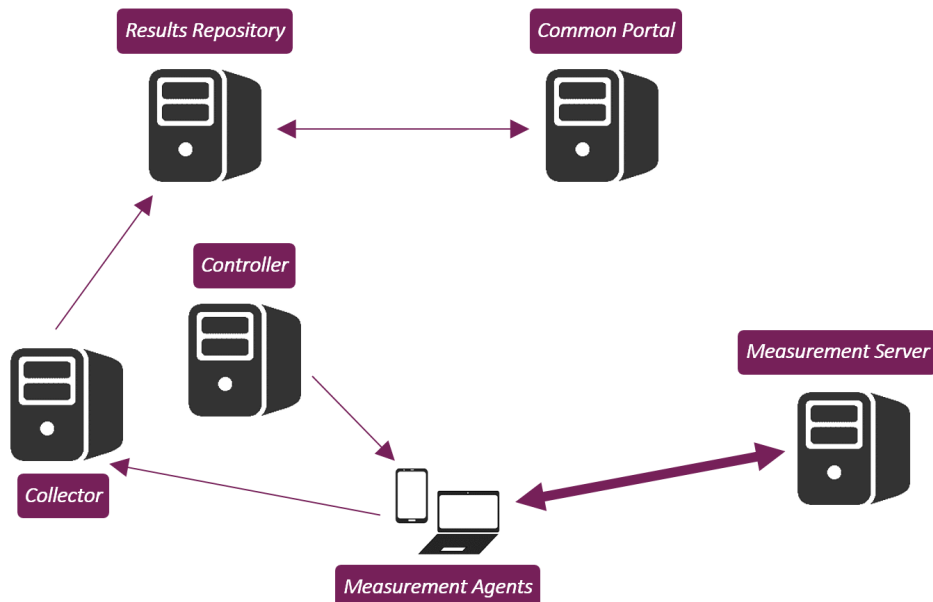 Results Repository
Common Portal
Controller
Measurement Server
Collector
Measurement Agents